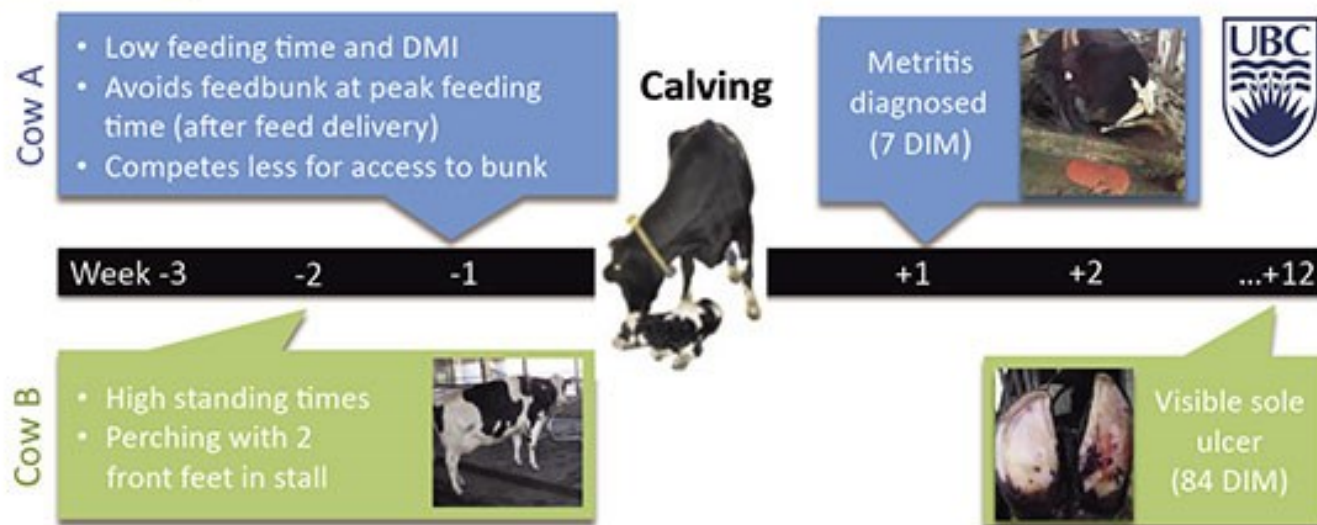 Cow A
• Low feeding time and DMI
• Avoids feedbunk at peak feeding
time (after feed delivery)
• Competes less for access to bunk
Calving
Metritis
diagnosed
(7 DIM)
UBC
Week -3
-2
-1
+1
+2
...+12
Cow B
• High standing times
• Perching with 2
front feet in stall
Visible sole
ulcer
(84 DIM)